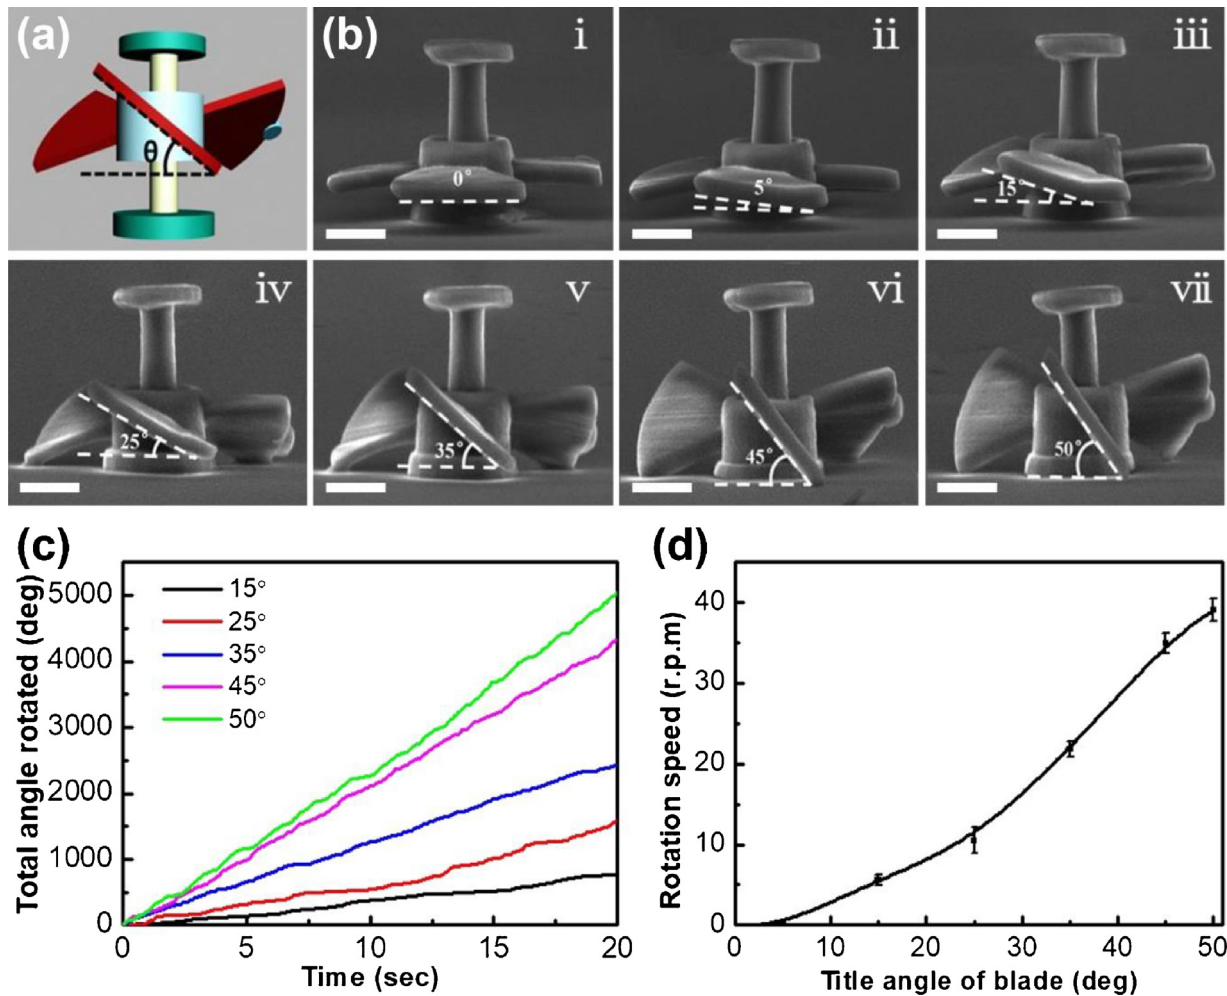 (a)
θ
(b)
i
0°
ii
5°
iii
15°
iv
25°
v
35°
vi
45°
vii
50°
(c)
Total angle rotated (deg)
5000
4000
3000
2000
1000
0
15°
25°
35°
45°
50°
0 5 10 15 20
Time (sec)
(d)
Rotation speed (r.p.m)
40
30
20
10
0
0 10 20 30 40 50
Title angle of blade (deg)